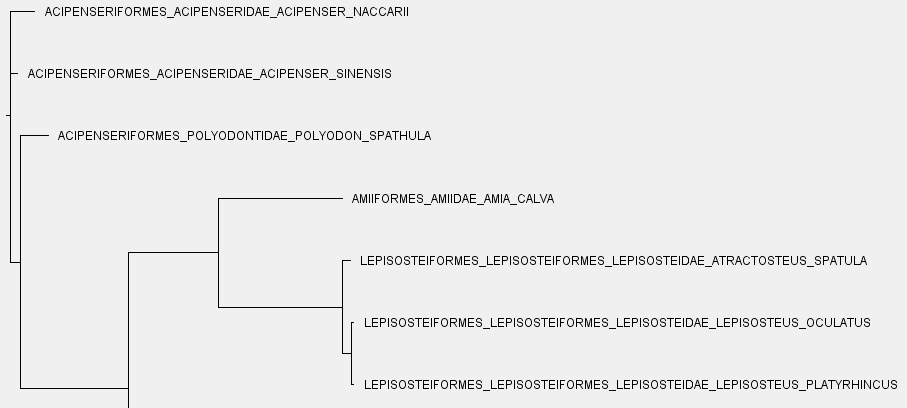 ACIPENSERIFORMES_ACIPENSERIDAE_ACIPENSER_NACCARII
ACIPENSERIFORMES_ACIPENSERIDAE_ACIPENSER_SINENSIS
ACIPENSERIFORMES_POLYODONTIDAE_POLYODON_SPATHULA
AMIIFORMES_AMIIDAE_AMIA_CALVA
LEPISOSTEIFORMES_LEPISOSTEIFORMES_LEPISOSTEIDAE_ATRACTOSTEUS_SPATULA
LEPISOSTEIFORMES_LEPISOSTEIFORMES_LEPISOSTEIDAE_LEPISOSTEUS_OCULATUS
LEPISOSTEIFORMES_LEPISOSTEIFORMES_LEPISOSTEIDAE_LEPISOSTEUS_PLATYRHINCUS